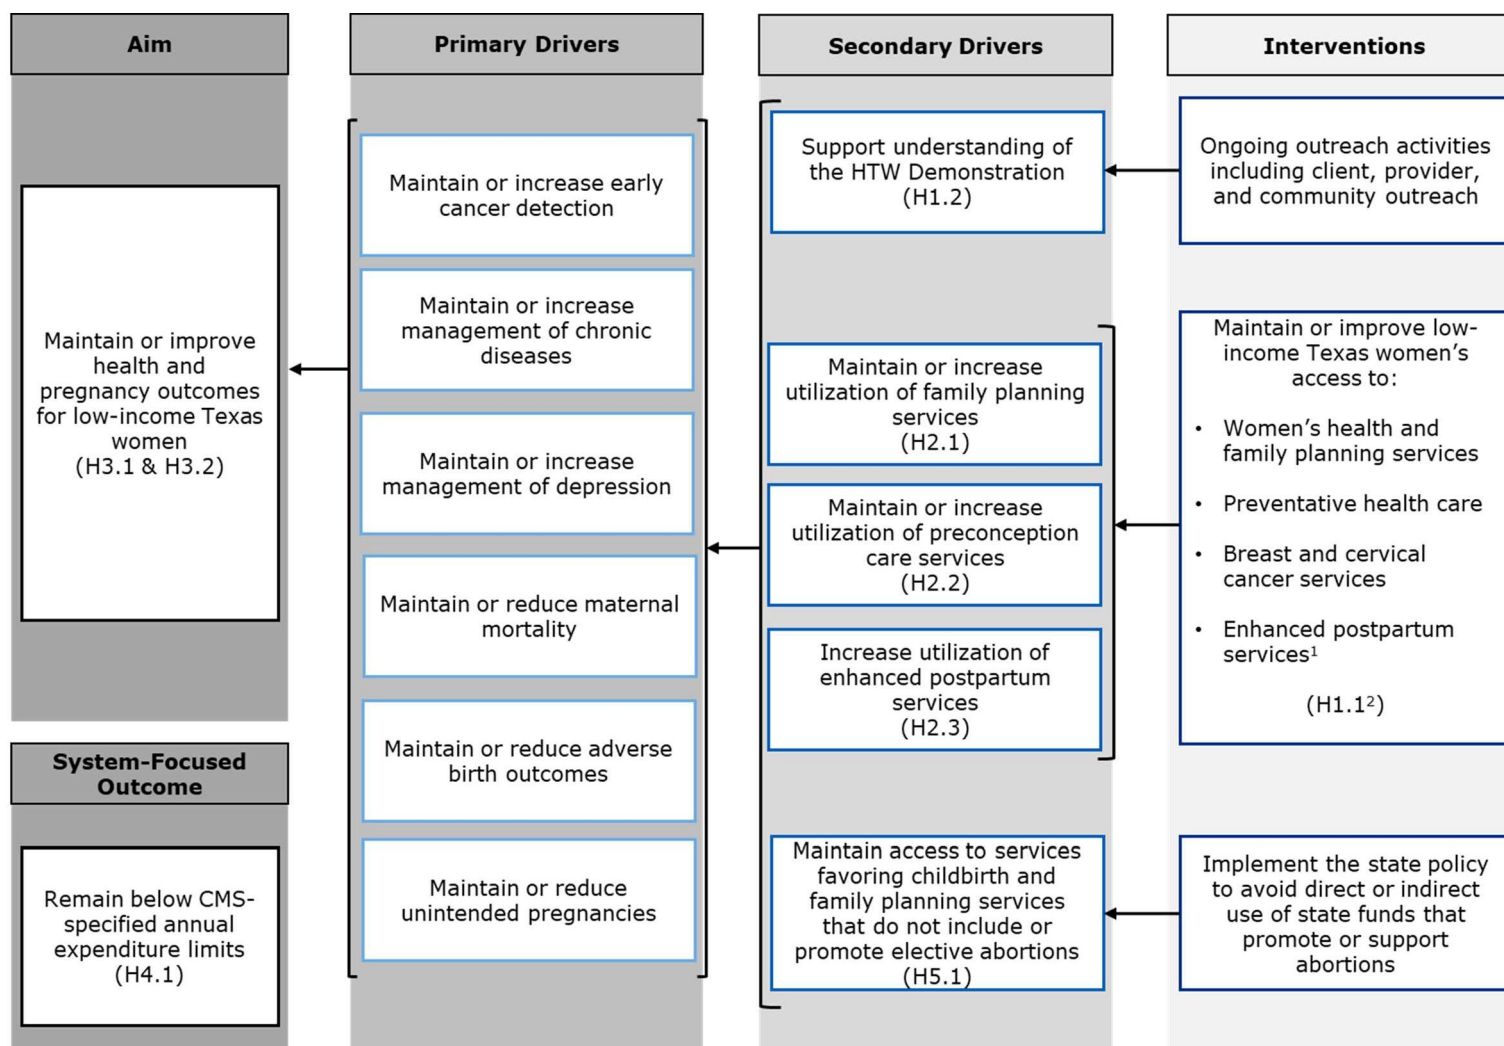 Aim
Maintain or improve
health and
pregnancy outcomes
for low-income Texas
women
(H3.1 & H3.2)
System-Focused
Outcome
Remain below CMS-
specified annual
expenditure limits
(H4.1)
Primary Drivers
Maintain or increase early
cancer detection
Maintain or increase
management of chronic
diseases
Maintain or increase
management of depression
Maintain or reduce maternal
mortality
Maintain or reduce adverse
birth outcomes
Maintain or reduce
unintended pregnancies
Secondary Drivers
Support understanding of
the HTW Demonstration
(H1.2)
Maintain or increase
utilization of family planning
services
(H2.1)
Maintain or increase
utilization of preconception
care services
(H2.2)
Increase utilization of
enhanced postpartum
services
(H2.3)
Maintain access to services
favoring childbirth and
family planning services
that do not include or
promote elective abortions
(H5.1)
Interventions
Ongoing outreach activities
including client, provider,
and community outreach
Maintain or improve low-
income Texas women’s
access to:
• Women’s health and
family planning services
• Preventative health care
• Breast and cervical
cancer services
• Enhanced postpartum
services¹
(H1.1²)
Implement the state policy
to avoid direct or indirect
use of state funds that
promote or support
abortions